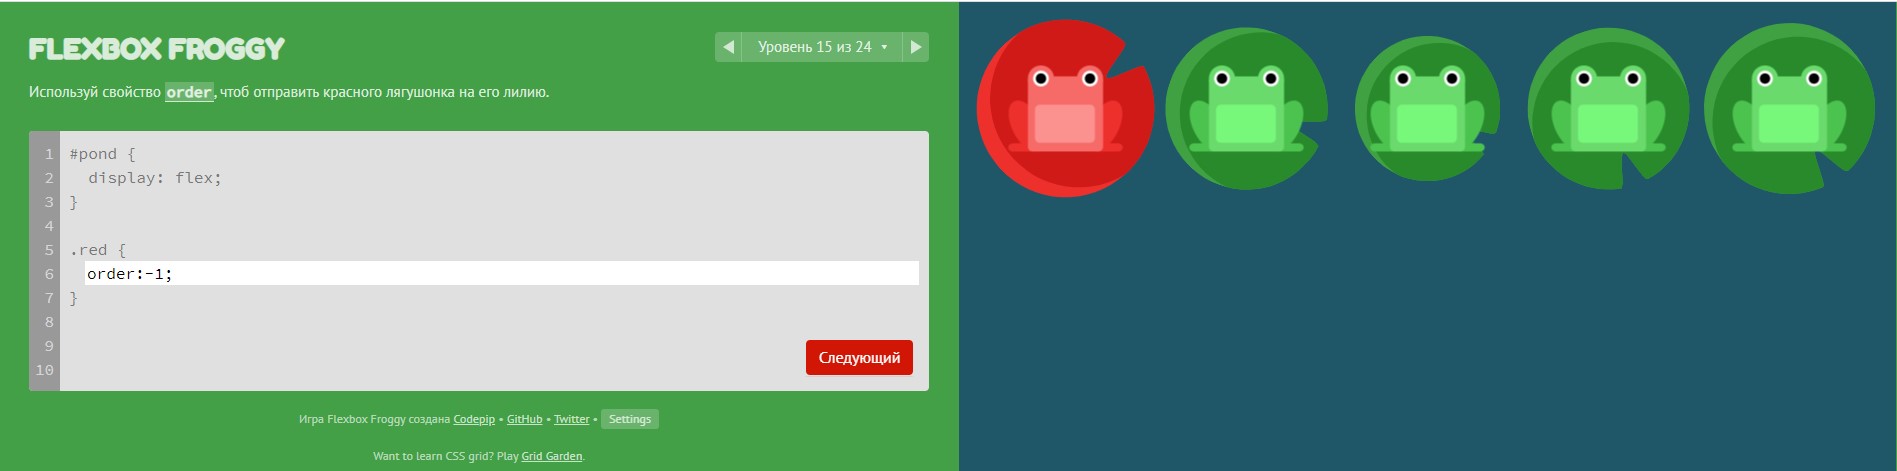 FLEXBOX FROGGY
Уровень 15 из 24
Используй свойство order, чтоб отправить красного лягушонка на его лилию.
1 #pond {
2 display: flex;
3 }
4
5 .red {
6 order:-1;
7 }
8
9
10
Следующий
Игра Flexbox Froggy создана Codepip • GitHub • Twitter • Settings
Want to learn CSS grid? Play Grid Garden.